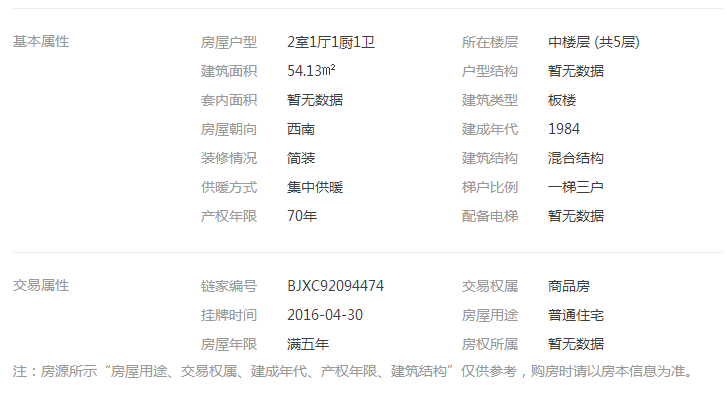 基本属性 房屋户型 2室1厅1厨1卫 所在楼层 中楼层 (共5层)
建筑面积 54.13㎡ 户型结构 暂无数据
套内面积 暂无数据 建筑类型 板楼
房屋朝向 西南 建成年代 1984
装修情况 简装 建筑结构 混合结构
供暖方式 集中供暖 梯户比例 一梯三户
产权年限 70年 配备电梯 暂无数据
交易属性 链家编号 BJXC92094474 交易权属 商品房
挂牌时间 2016-04-30 房屋用途 普通住宅
房屋年限 满五年 房权所属 暂无数据
注：房源所示“房屋用途、交易权属、建成年代、产权年限、建筑结构”仅供参考，购房时请以房本信息为准。